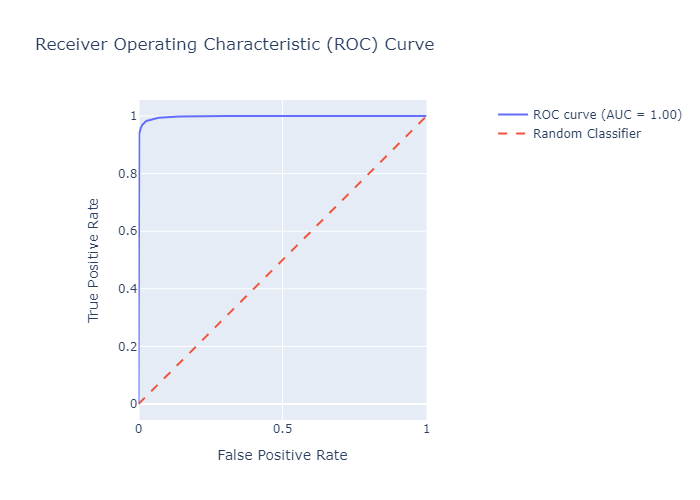 Receiver Operating Characteristic (ROC) Curve
ROC curve (AUC = 1.00)
Random Classifier
1
0.8
0.6
0.4
0.2
0
True Positive Rate
0 0.5 1
False Positive Rate